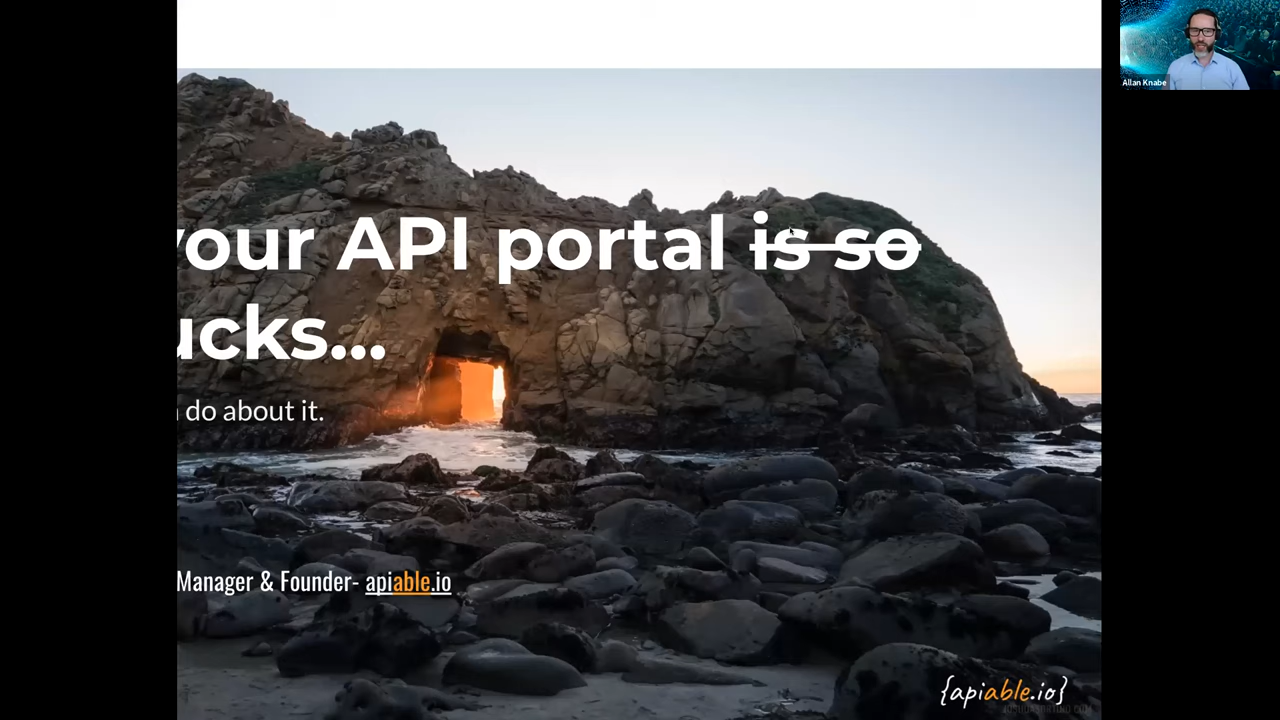 your API portal is so
ucks...
do about it.
Manager & Founder- apiable.io
{apiable.io}
Allan Knabe